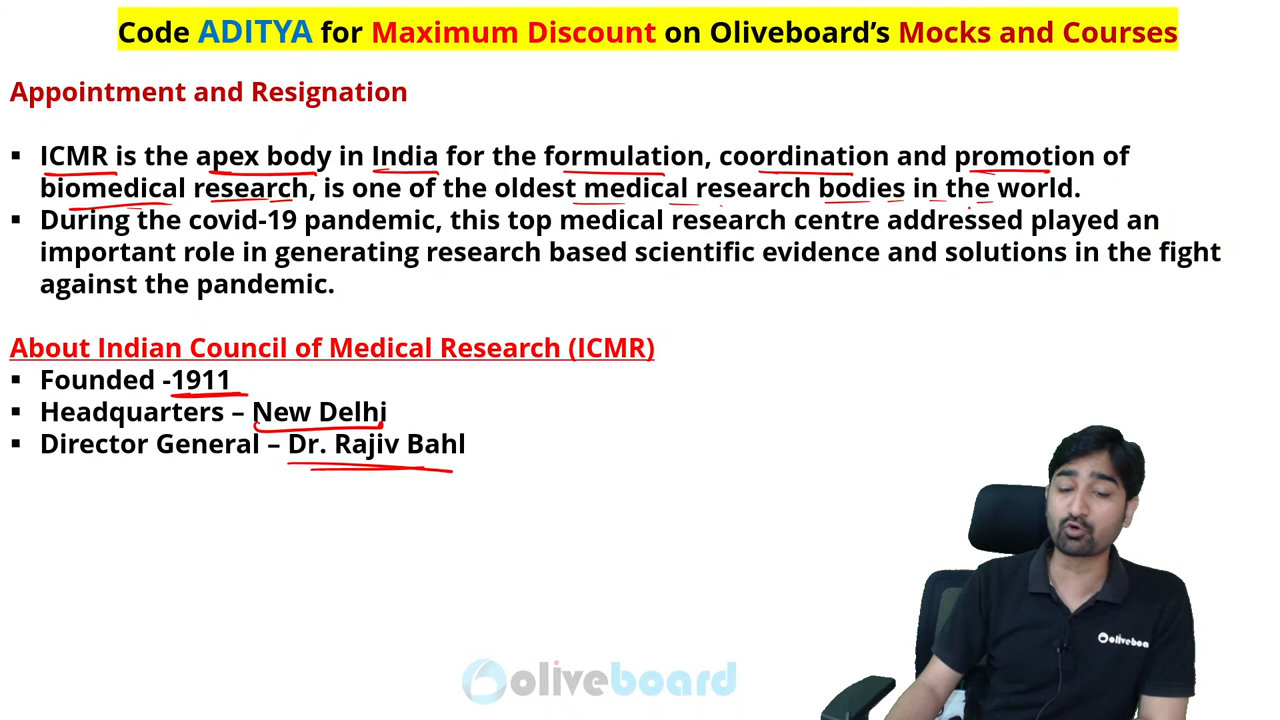 Code ADITYA for Maximum Discount on Oliveboard's Mocks and Courses
Appointment and Resignation
▪ ICMR is the apex body in India for the formulation, coordination and promotion of
biomedical research, is one of the oldest medical research bodies in the world.
▪ During the covid-19 pandemic, this top medical research centre addressed played an
important role in generating research based scientific evidence and solutions in the fight
against the pandemic.
About Indian Council of Medical Research (ICMR)
▪ Founded -1911
▪ Headquarters – New Delhi
▪ Director General – Dr. Rajiv Bahl
oliveboa
oliveboard